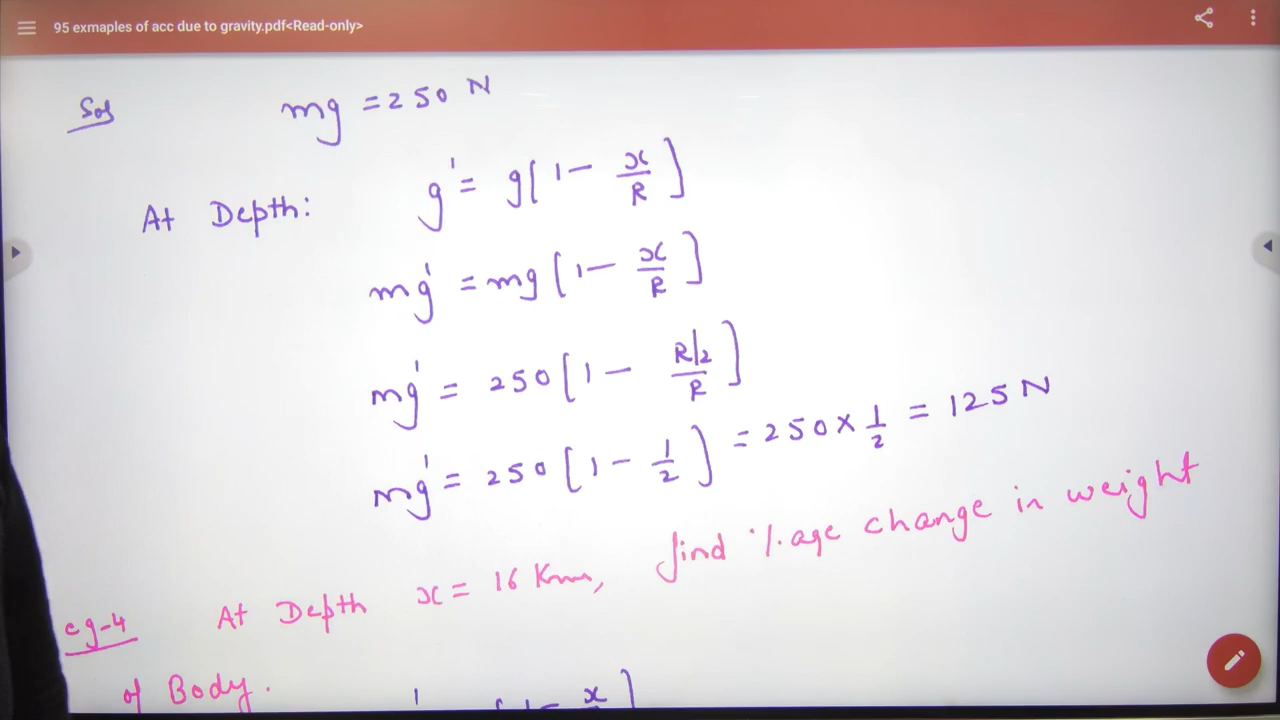 95 exmaples of acc due to gravity.pdf<Read-only>
Sol mg = 250 N
At Depth: g' = g[1 - x/R]
mg' = mg[1 - x/R]
mg' = 250[1 - R/2/R]
mg' = 250[1 - 1/2] = 250 × 1/2 = 125 N
eg-4 At Depth x = 16 Km, find %age change in weight
of Body.